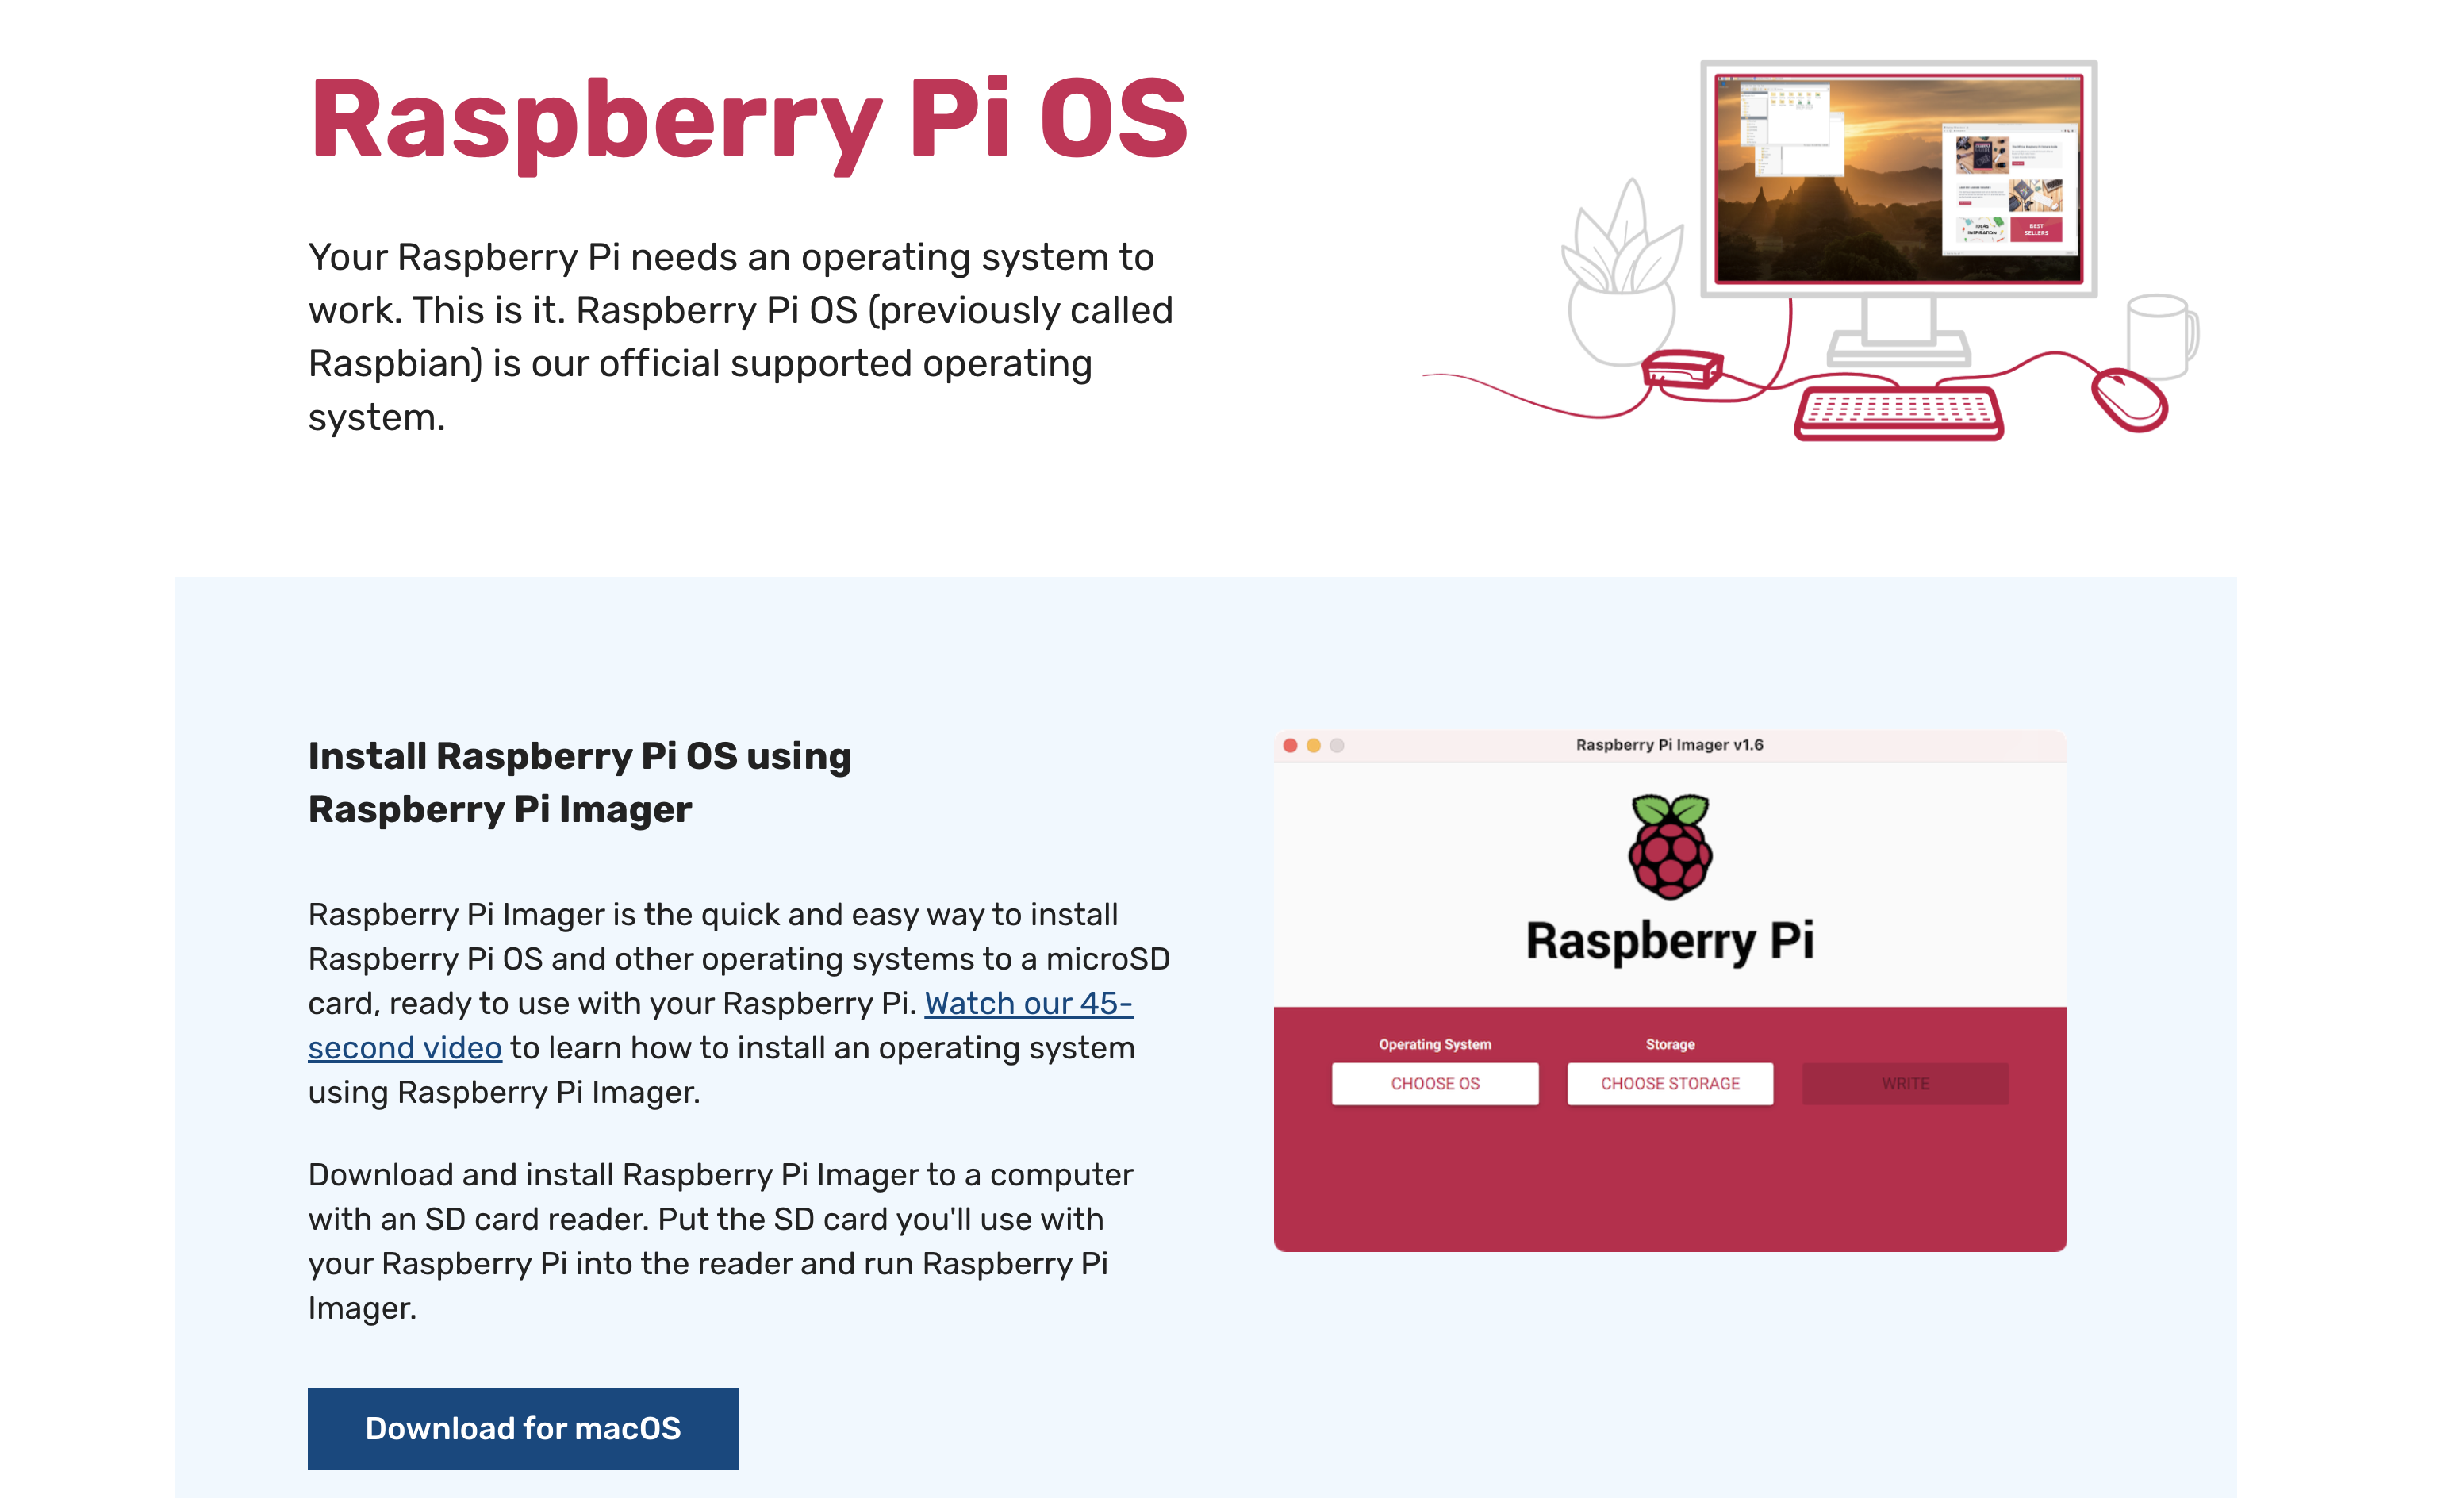 Raspberry Pi OS
Your Raspberry Pi needs an operating system to
work. This is it. Raspberry Pi OS (previously called
Raspbian) is our official supported operating
system.
IDEAS
INSPIRATION
BEST
SELLERS
Install Raspberry Pi OS using
Raspberry Pi Imager
Raspberry Pi Imager is the quick and easy way to install
Raspberry Pi OS and other operating systems to a microSD
card, ready to use with your Raspberry Pi. Watch our 45-
second video to learn how to install an operating system
using Raspberry Pi Imager.
Download and install Raspberry Pi Imager to a computer
with an SD card reader. Put the SD card you'll use with
your Raspberry Pi into the reader and run Raspberry Pi
Imager.
Download for macOS
Raspberry Pi Imager v1.6
Raspberry Pi
Operating System
Storage
CHOOSE OS
CHOOSE STORAGE
WRITE